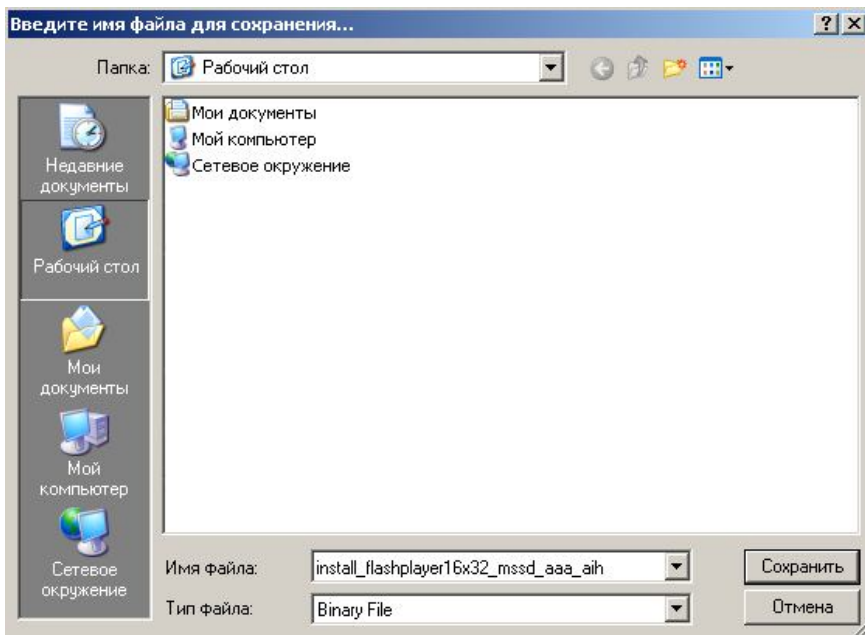 Введите имя файла для сохранения...
Папка: Рабочий стол
Недавние
документы
Рабочий стол
Мои
документы
Мой
компьютер
Сетевое
окружение
Мои документы
Мой компьютер
Сетевое окружение
Имя файла: install_flashplayer16x32_mssd_aaa_aih Сохранить
Тип файла: Binary File Отмена